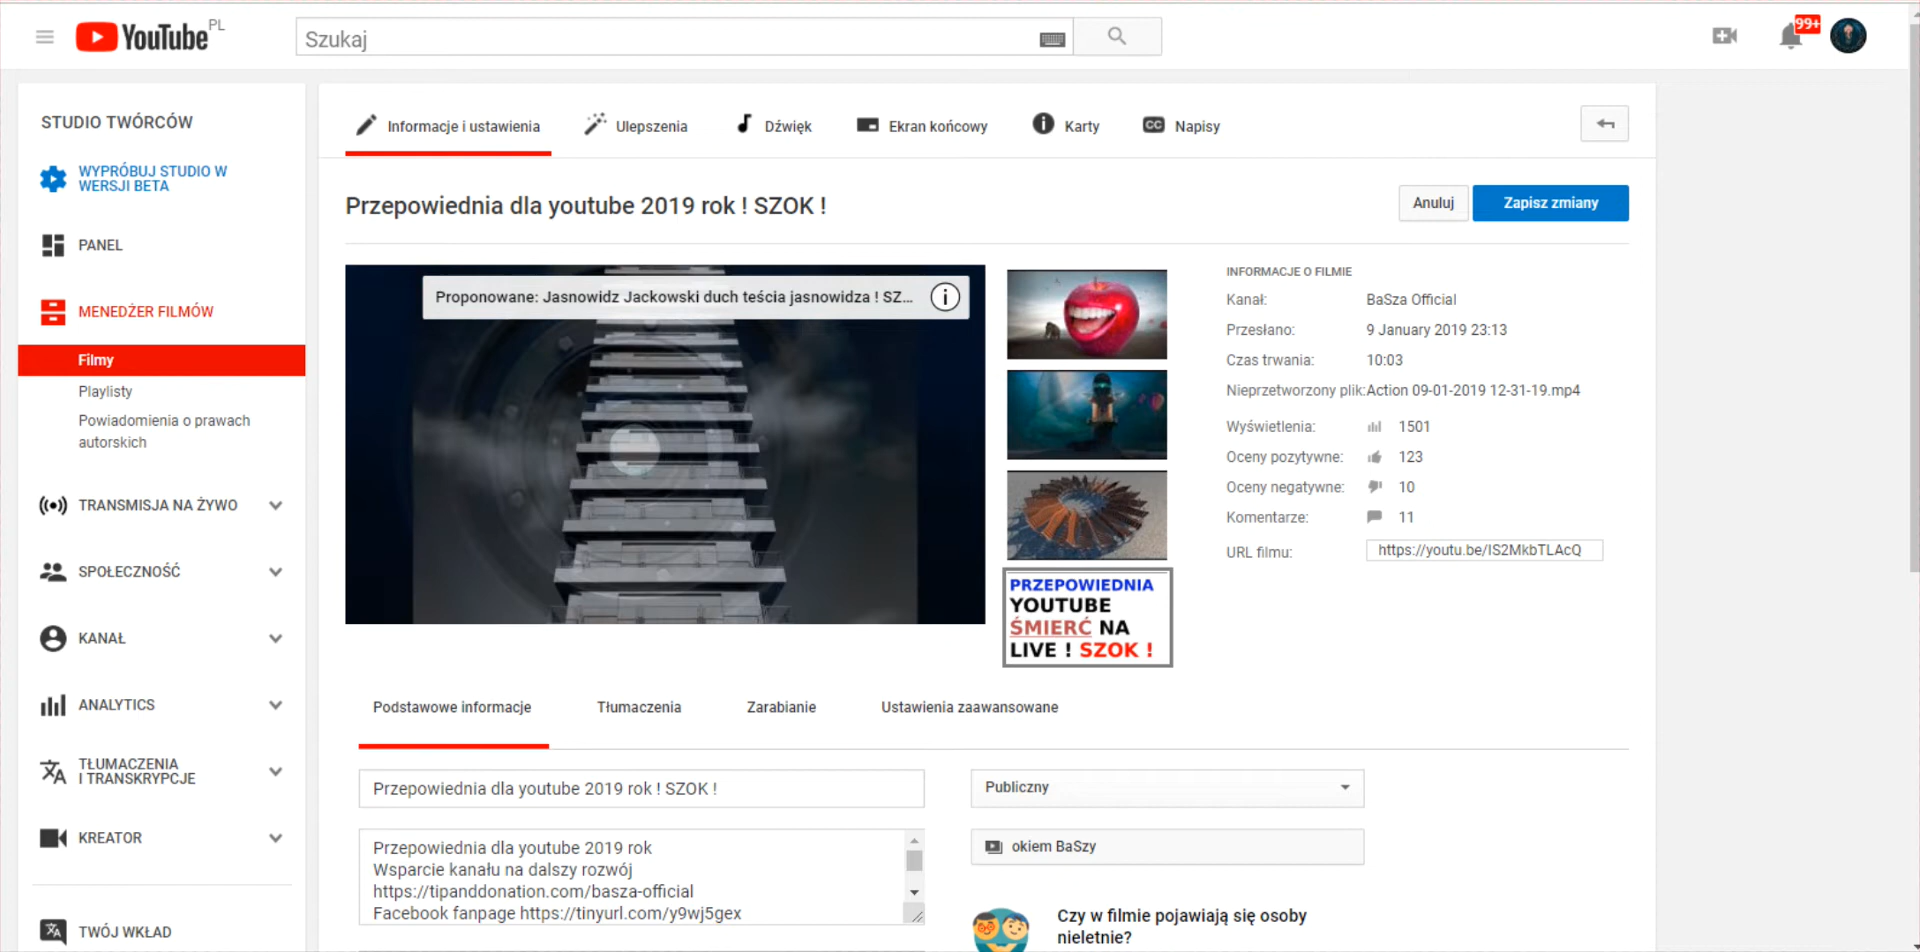 YouTube PL
Szukaj
99+
STUDIO TWÓRCÓW
WYPRÓBUJ STUDIO W
WERSJI BETA
PANEL
MENEDŻER FILMÓW
Filmy
Playlisty
Powiadomienia o prawach
autorskich
TRANSMISJA NA ŻYWO
SPOŁECZNOŚĆ
KANAŁ
ANALYTICS
TŁUMACZENIA
I TRANSKRYPCJE
KREATOR
TWÓJ WKŁAD
Informacje i ustawienia
Ulepszenia
Dźwięk
Ekran końcowy
Karty
CC Napisy
Przepowiednia dla youtube 2019 rok ! SZOK !
Anuluj
Zapisz zmiany
Proponowane: Jasnowidz Jackowski duch teścia jasnowidza ! SZ...
PRZEPOWIEDNIA
YOUTUBE
ŚMIERĆ NA
LIVE ! SZOK !
INFORMACJE O FILMIE
Kanał: BaSza Official
Przesłano: 9 January 2019 23:13
Czas trwania: 10:03
Nieprzetworzony plik: Action 09-01-2019 12-31-19.mp4
Wyświetlenia: 1501
Oceny pozytywne: 123
Oceny negatywne: 10
Komentarze: 11
URL filmu: https://youtu.be/IS2MkbTLAcQ
Podstawowe informacje
Tłumaczenia
Zarabianie
Ustawienia zaawansowane
Przepowiednia dla youtube 2019 rok ! SZOK !
Przepowiednia dla youtube 2019 rok
Wsparcie kanału na dalszy rozwój
https://tipanddonation.com/basza-official
Facebook fanpage https://tinyurl.com/y9wj5gex
Publiczny
okiem BaSzy
Czy w filmie pojawiają się osoby
nieletnie?